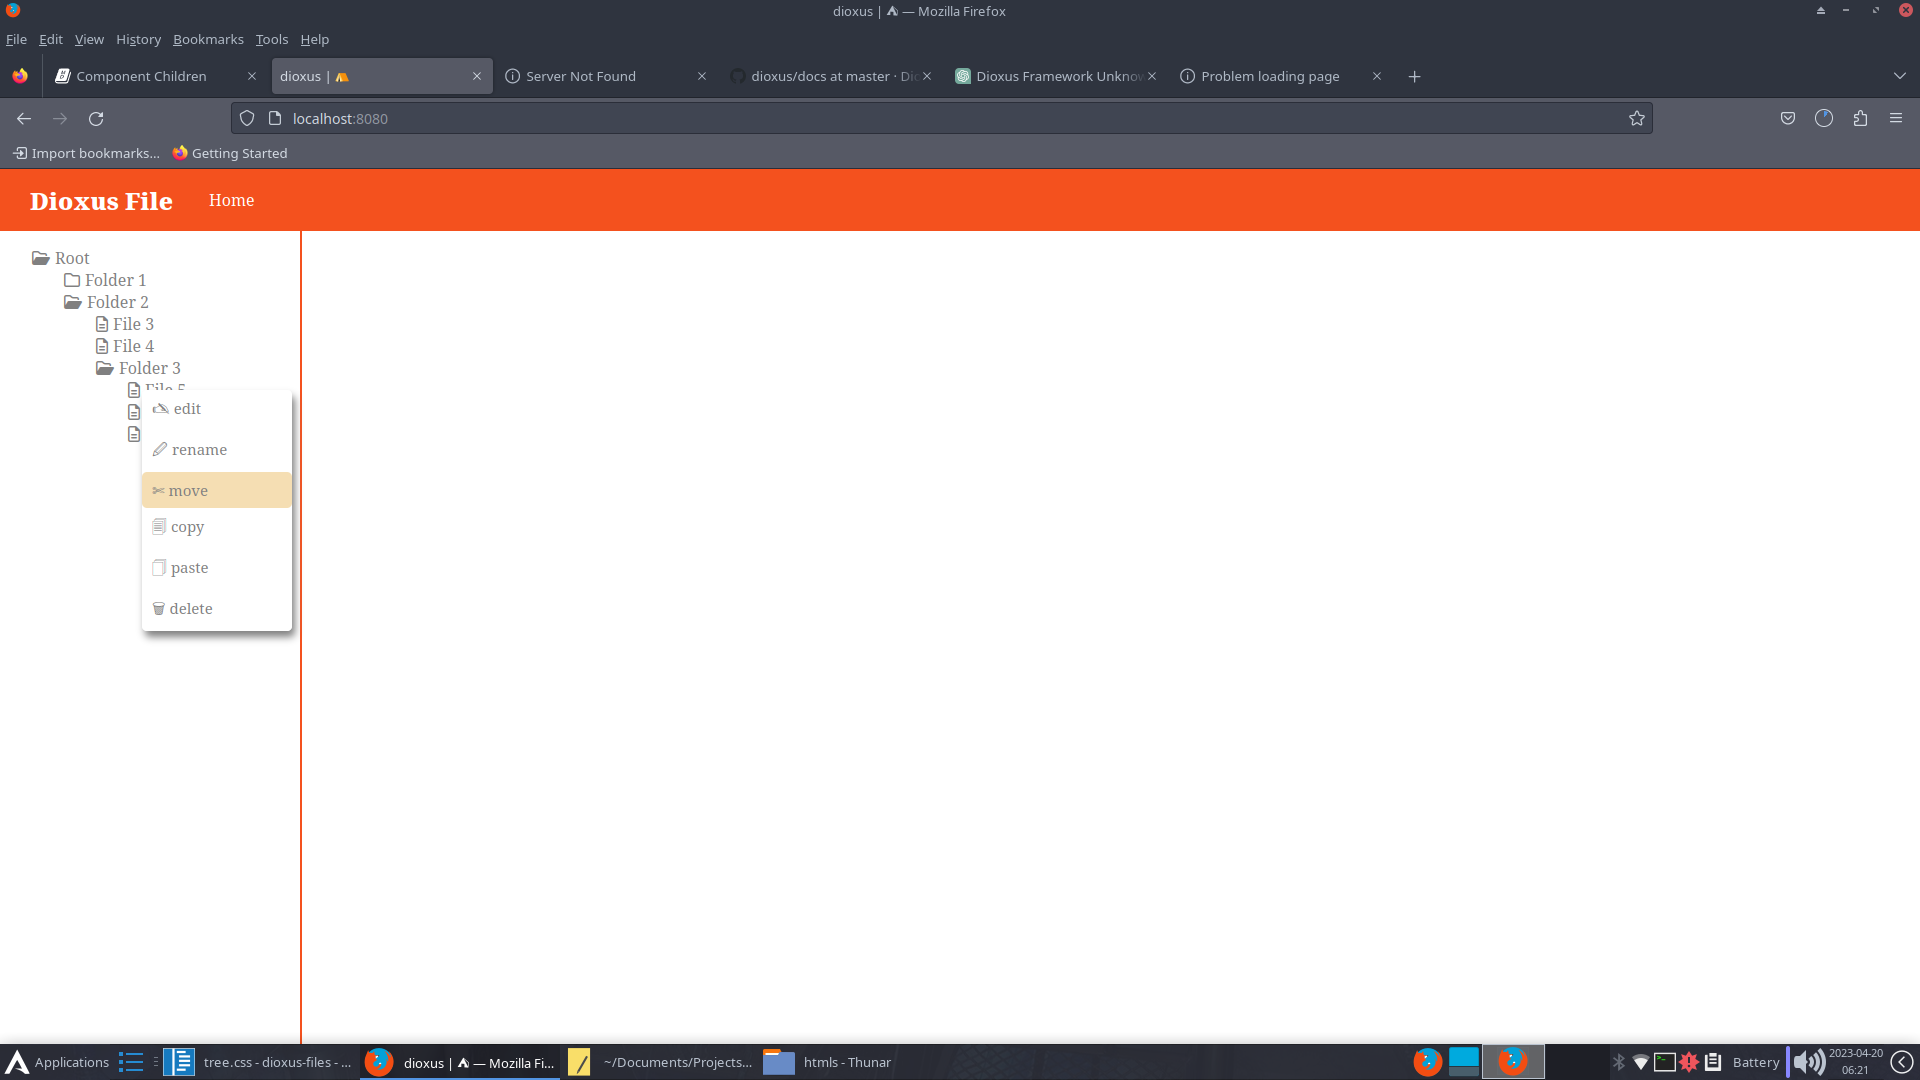 dioxus | ⛺ — Mozilla Firefox
File Edit View History Bookmarks Tools Help
Component Children
dioxus | ⛺
Server Not Found
dioxus/docs at master · Dio
Dioxus Framework Unknow
Problem loading page
localhost:8080
Import bookmarks...
Getting Started
Dioxus File
Home
Root
Folder 1
Folder 2
File 3
File 4
Folder 3
File 5
edit
rename
move
copy
paste
delete
Applications
tree.css - dioxus-files - ...
dioxus | ⛺ — Mozilla Fi...
~/Documents/Projects...
htmls - Thunar
Battery
2023-04-20
06:21